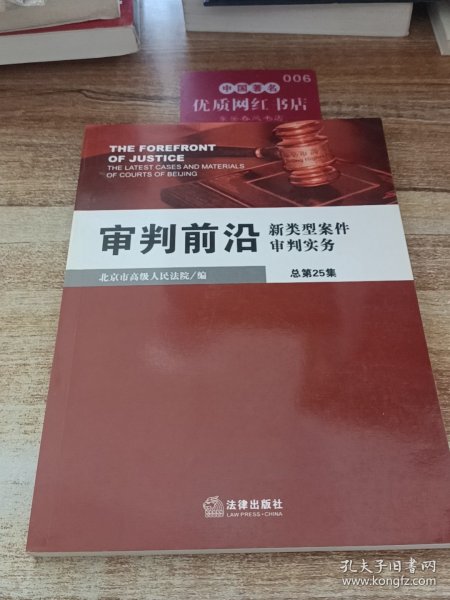 006
中国著名
优质网红书店
THE FOREFRONT
OF JUSTICE
THE LATEST CASES AND MATERIALS
OF COURTS OF BEIJING
审判前沿
新类型案件
审判实务
北京市高级人民法院/编
总第25集
法律出版社
LAW PRESS·CHINA
孔夫子旧书网
www.kongfz.com